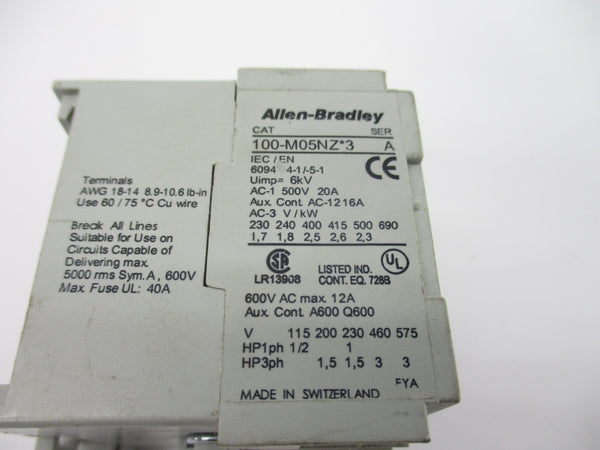 Terminals
AWG 18-14 8.9-10.6 lb-in
Use 60 / 75 °C Cu wire
Break All Lines
Suitable for Use on
Circuits Capable of
Delivering max.
5000 rms Sym. A , 600V
Max. Fuse UL: 40A
Allen-Bradley
CAT SER
100-M05NZ*3 A
IEC / EN
6094 4-1/-5-1
Uimp= 6kV
CE
AC-1 500V 20A
Aux. Cont. AC-12 16A
AC-3 V / kW
230 240 400 415 500 690
1,7 1,8 2,5 2,6 2,3
SA
LR13908
LISTED IND.
CONT. EQ. 728B
UL
600V AC max. 12A
Aux. Cont. A600 Q600
V 115 200 230 460 575
HP1ph 1/2 1
HP3ph 1,5 1,5 3 3
FYA
MADE IN SWITZERLAND